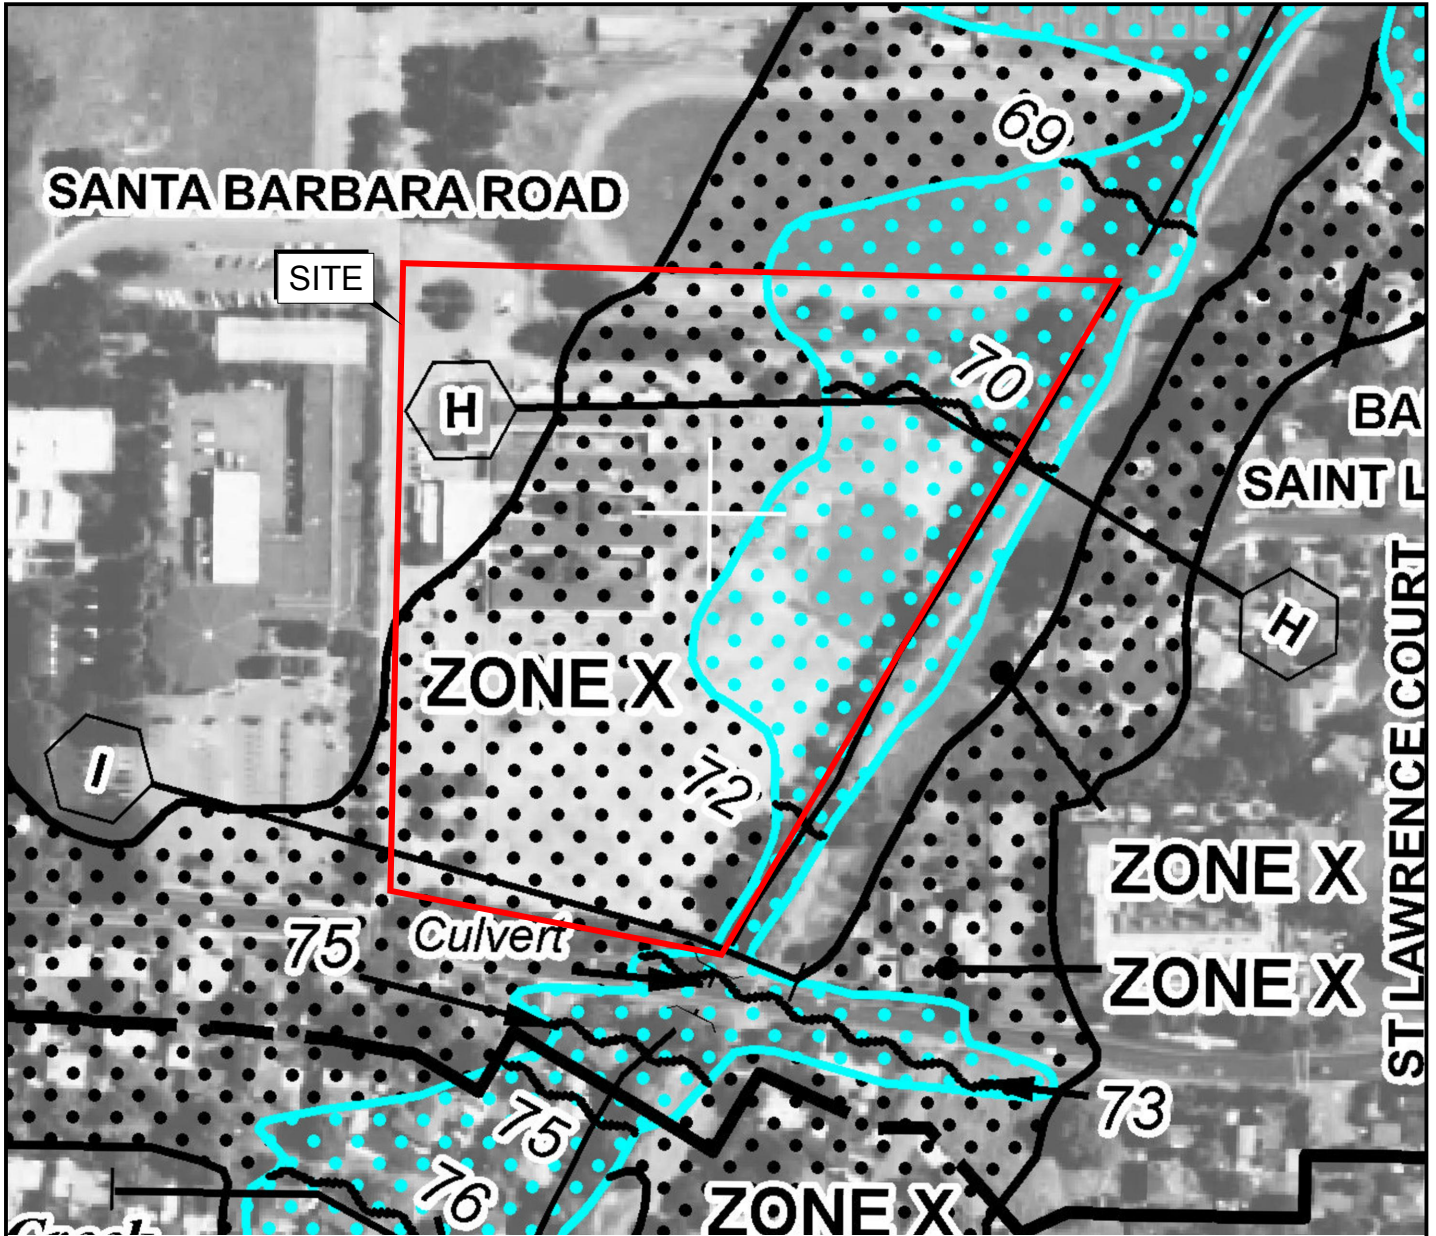 69
SANTA BARBARA ROAD
SITE
70
H
BA
SAINT L
H
ST LAWRENCE COURT
ZONE X
I
72
ZONE X
75
Culvert
ZONE X
73
75
76
ZONE X
Creek